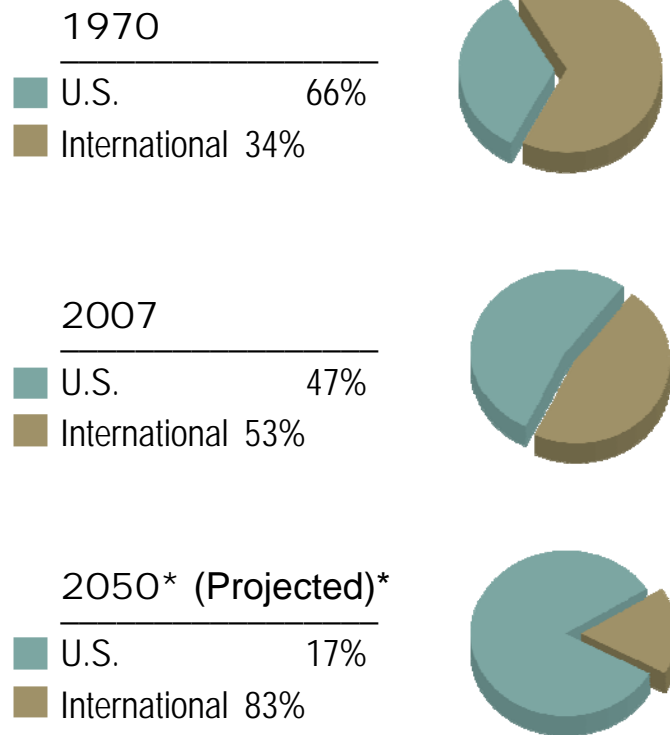 1970
U.S. 66%
International 34%
2007
U.S. 47%
International 53%
2050* (Projected)*
U.S. 17%
International 83%